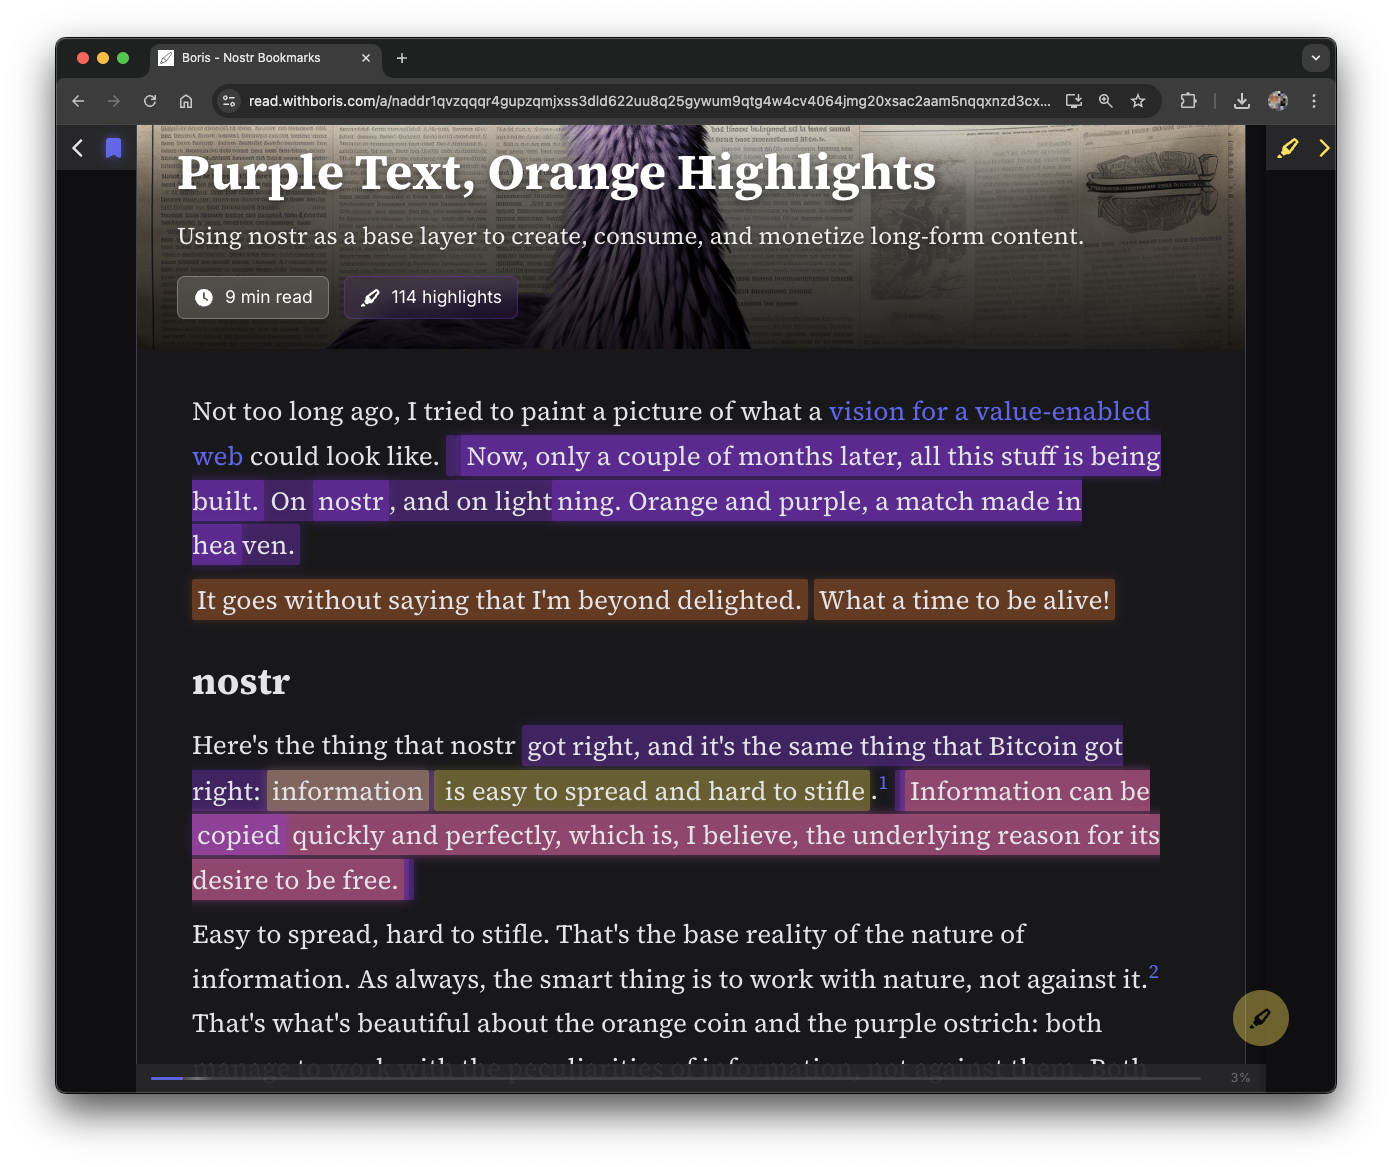 Boris - Nostr Bookmarks
read.withboris.com/a/naddr1qvzqqqr4gupzqmjxss3dld622uu8q25gywum9qtg4w4cv4064jmg20xsac2aam5nqqxnzd3cx...
Purple Text, Orange Highlights
Using nostr as a base layer to create, consume, and monetize long-form content.
9 min read
114 highlights
Not too long ago, I tried to paint a picture of what a vision for a value-enabled
web could look like. Now, only a couple of months later, all this stuff is being
built. On nostr, and on lightning. Orange and purple, a match made in
heaven.
It goes without saying that I'm beyond delighted. What a time to be alive!
nostr
Here's the thing that nostr got right, and it's the same thing that Bitcoin got
right: information is easy to spread and hard to stifle.1 Information can be
copied quickly and perfectly, which is, I believe, the underlying reason for its
desire to be free.
Easy to spread, hard to stifle. That's the base reality of the nature of
information. As always, the smart thing is to work with nature, not against it.2
That's what's beautiful about the orange coin and the purple ostrich: both
manage to work with the peculiarities of information, not against them. Both
3%